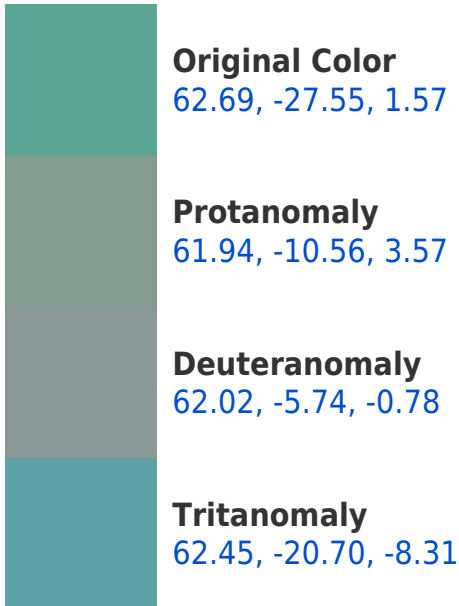 Original Color
62.69, -27.55, 1.57
Protanomaly
61.94, -10.56, 3.57
Deuteranomaly
62.02, -5.74, -0.78
Tritanomaly
62.45, -20.70, -8.31